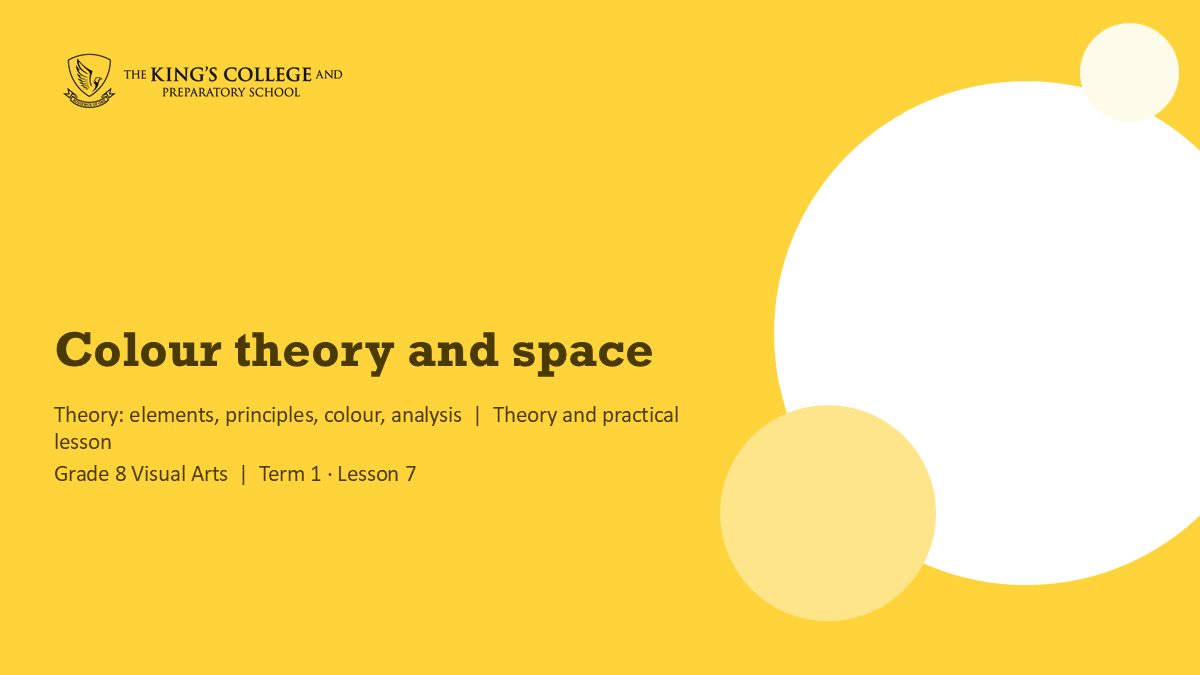 THE KING'S COLLEGE AND
PREPARATORY SCHOOL
Colour theory and space
Theory: elements, principles, colour, analysis | Theory and practical
lesson
Grade 8 Visual Arts | Term 1 · Lesson 7